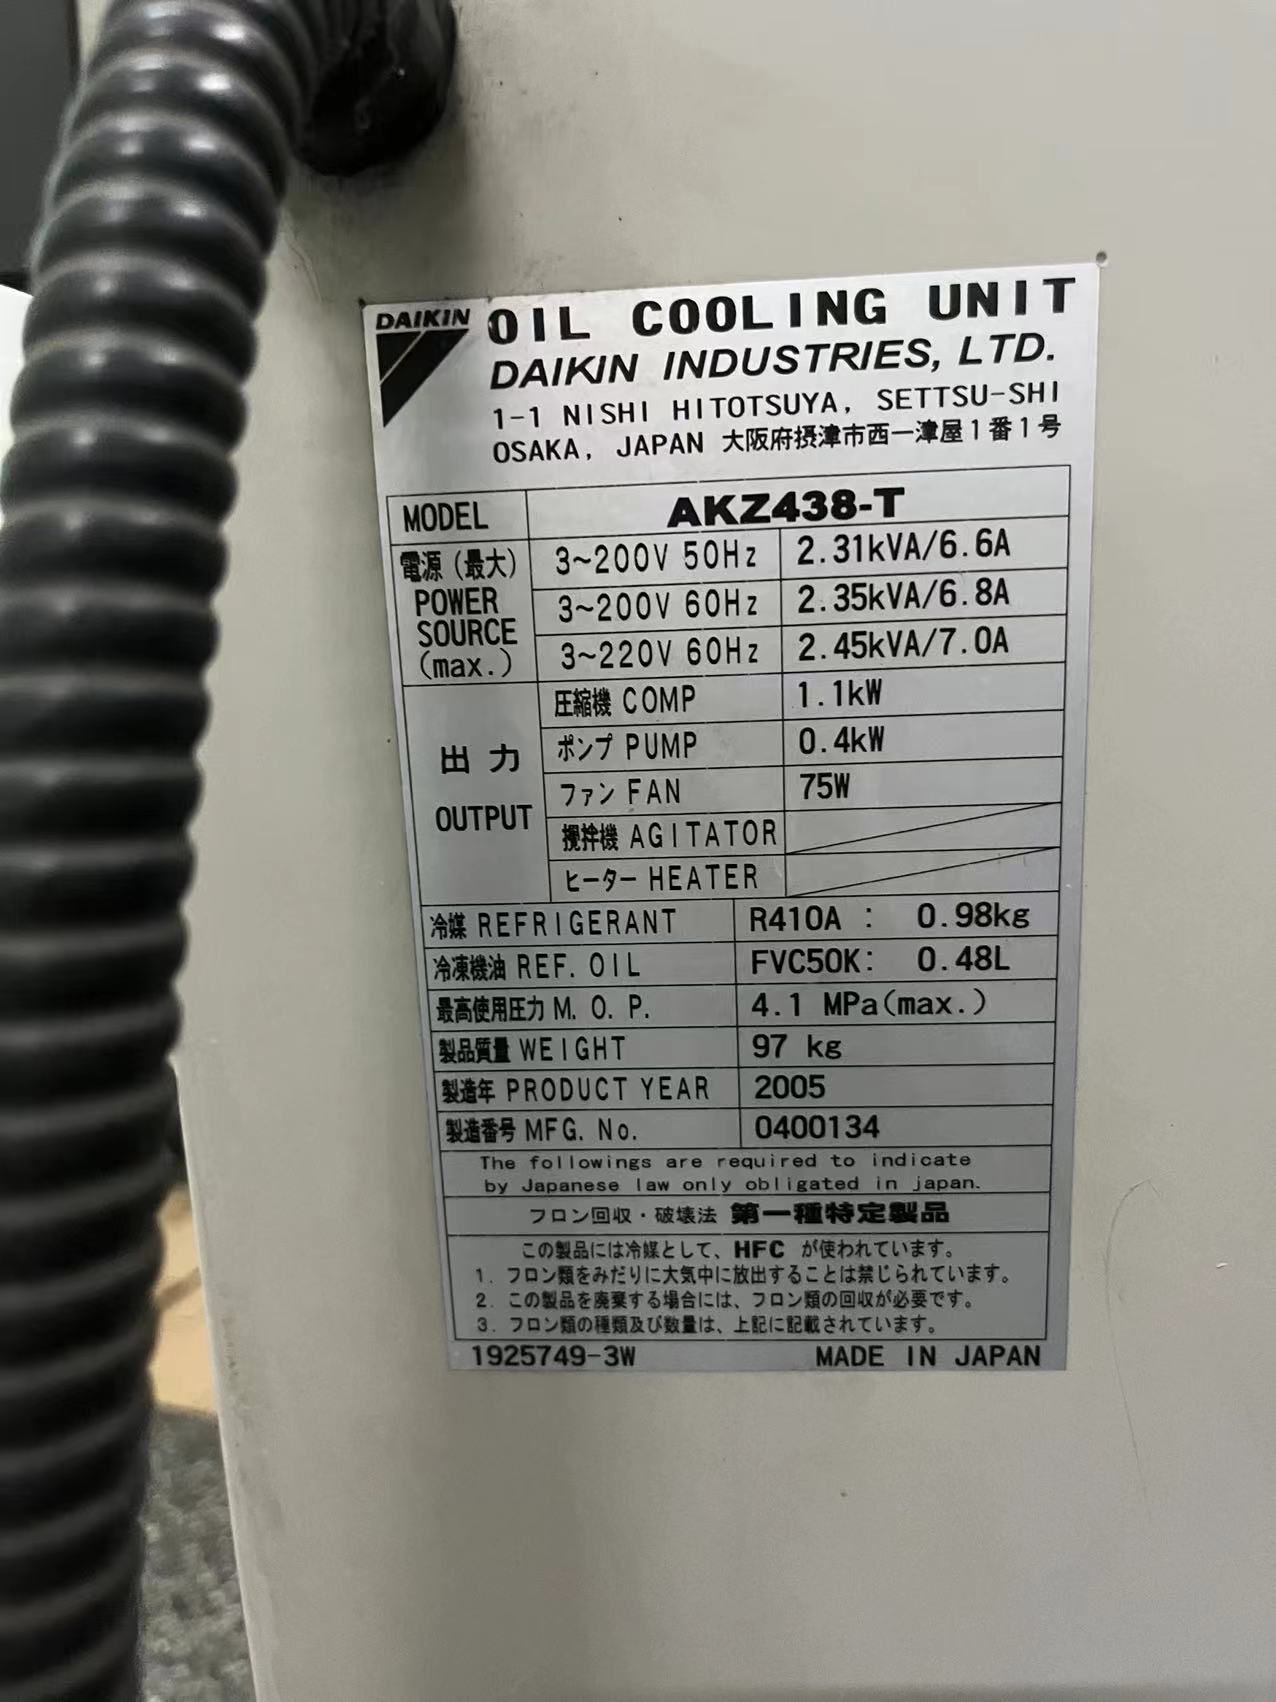 DAIKIN OIL COOLING UNIT
DAIKIN INDUSTRIES, LTD.
1-1 NISHI HITOTSUYA, SETTSU-SHI
OSAKA, JAPAN 大阪府摂津市西一津屋1番1号
MODEL AKZ438-T
電源(最大) POWER SOURCE (max.)
3~200V 50Hz 2.31kVA/6.6A
3~200V 60Hz 2.35kVA/6.8A
3~220V 60Hz 2.45kVA/7.0A
出力 OUTPUT
圧縮機 COMP 1.1kW
ポンプ PUMP 0.4kW
ファン FAN 75W
攪拌機 AGITATOR
ヒーター HEATER
冷媒 REFRIGERANT R410A : 0.98kg
冷凍機油 REF. OIL FVC50K: 0.48L
最高使用圧力 M. O. P. 4.1 MPa(max.)
製品質量 WEIGHT 97 kg
製造年 PRODUCT YEAR 2005
製造番号 MFG. No. 0400134
The followings are required to indicate
by Japanese law only obligated in japan.
フロン回収・破壊法 第一種特定製品
この製品には冷媒として、HFC が使われています。
1. フロン類をみだりに大気中に放出することは禁じられています。
2. この製品を廃棄する場合には、フロン類の回収が必要です。
3. フロン類の種類及び数量は、上記に記載されています。
1925749-3W MADE IN JAPAN